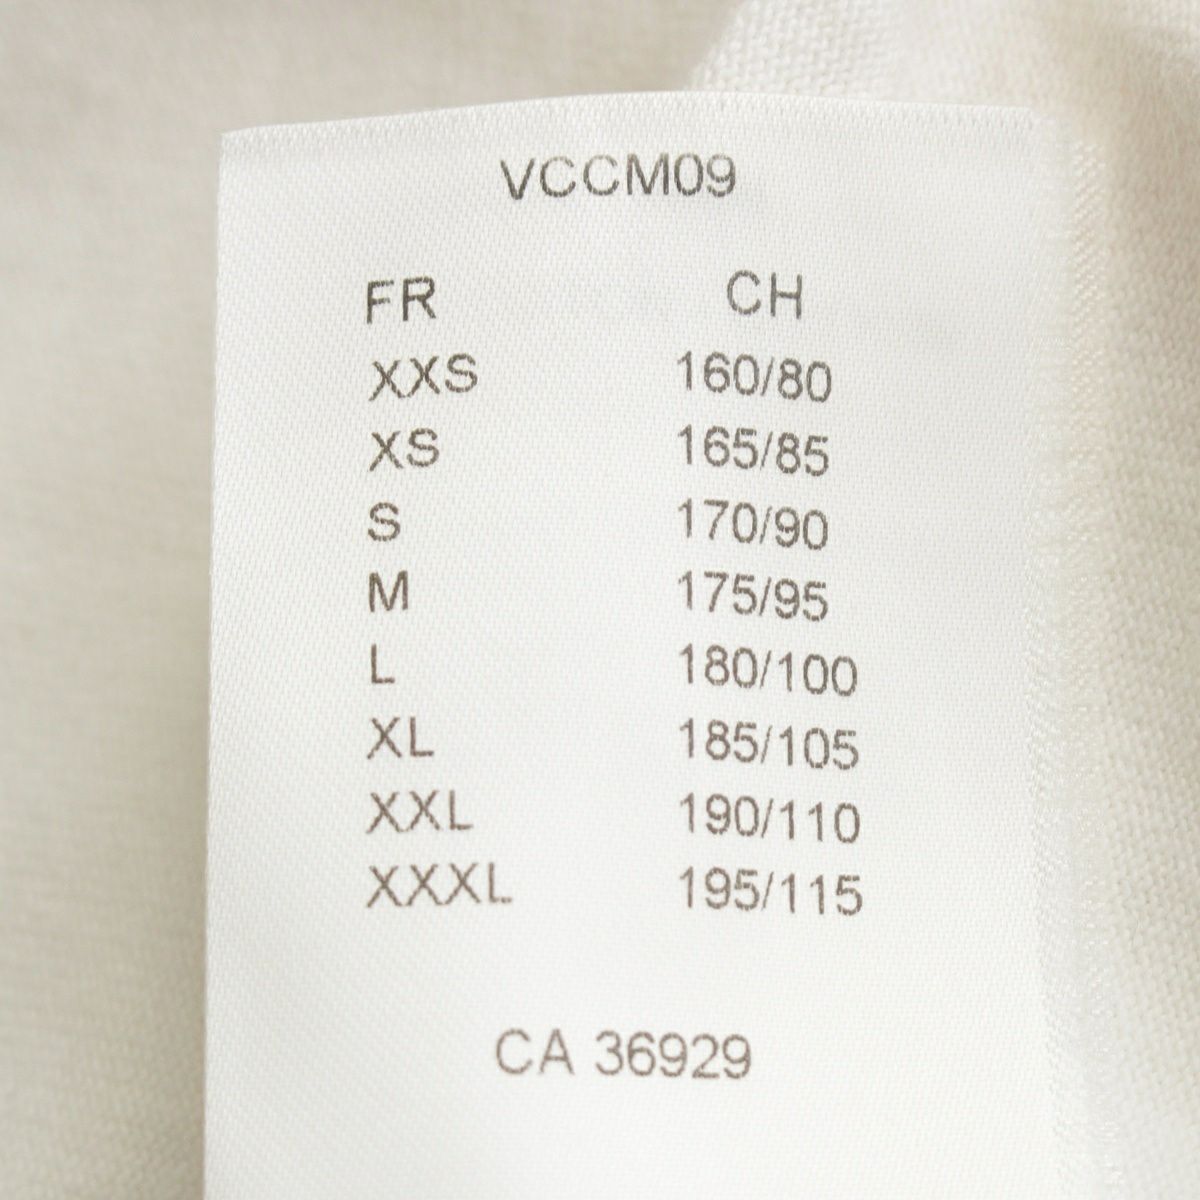 VCCM09
FR CH
XXS 160/80
XS 165/85
S 170/90
M 175/95
L 180/100
XL 185/105
XXL 190/110
XXXL 195/115
CA 36929